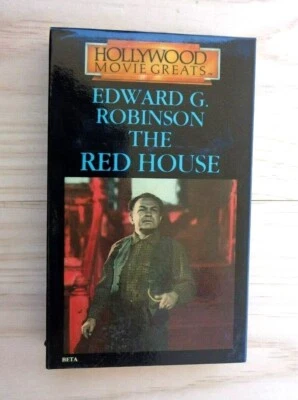 HOLLYWOOD
MOVIE GREATS
EDWARD G.
ROBINSON
THE
RED HOUSE
BETA